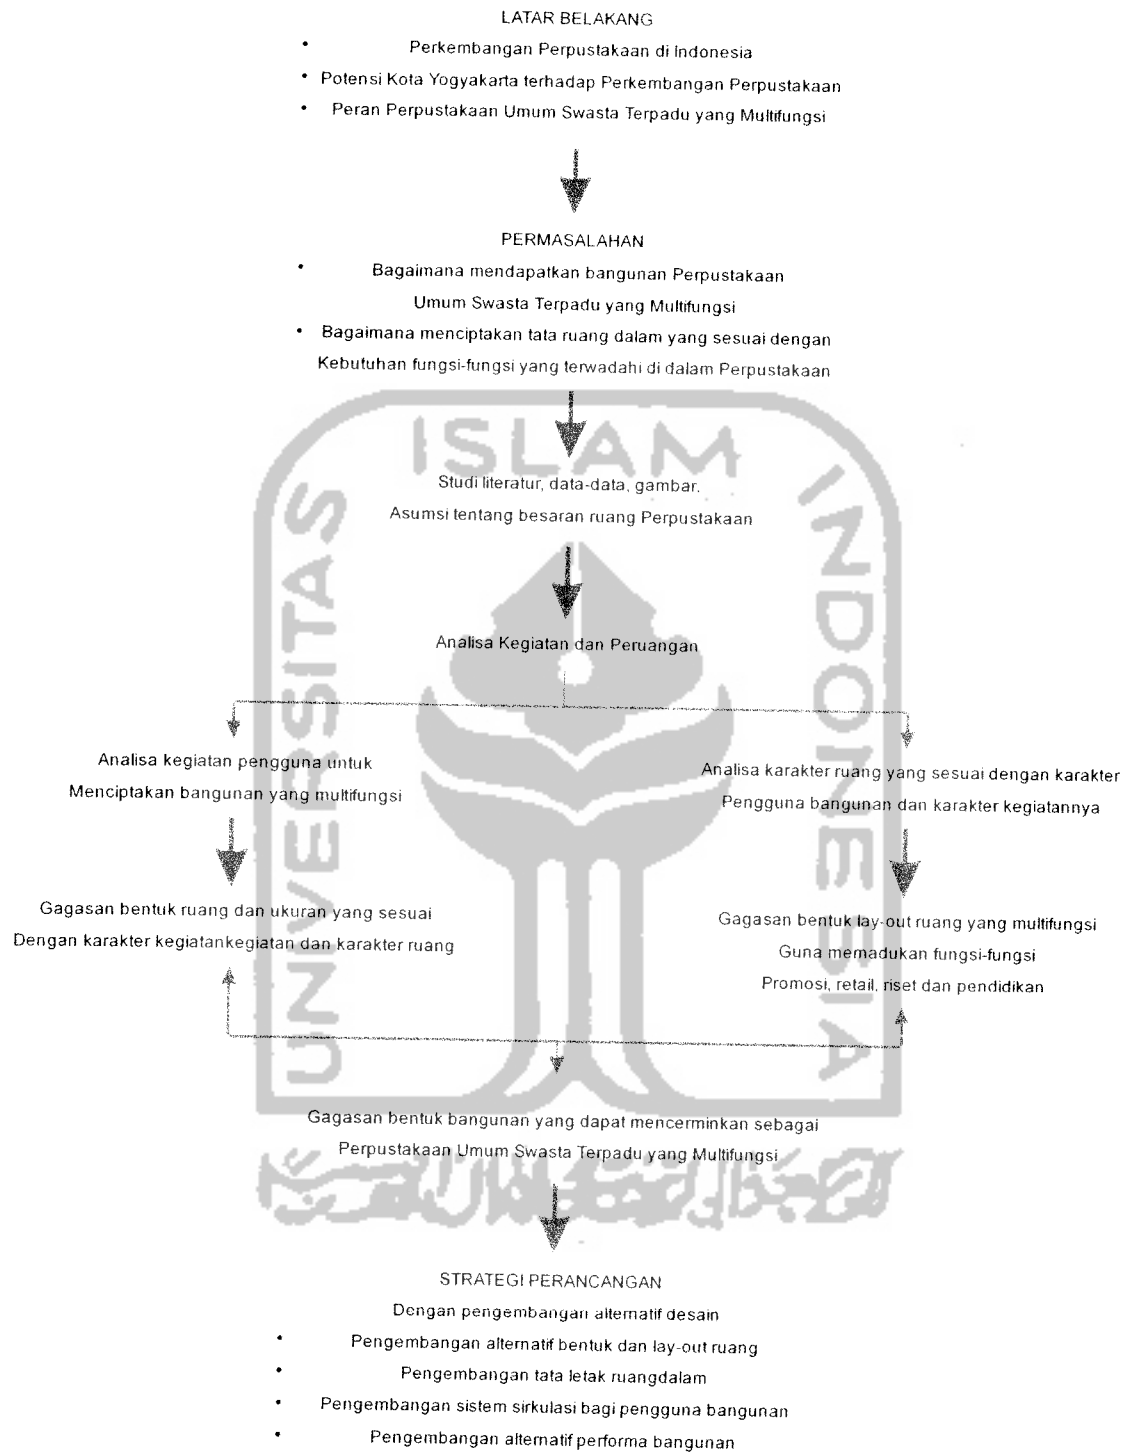 LATAR BELAKANG
• Perkembangan Perpustakaan di Indonesia
• Potensi Kota Yogyakarta terhadap Perkembangan Perpustakaan
• Peran Perpustakaan Umum Swasta Terpadu yang Multifungsi
PERMASALAHAN
• Bagaimana mendapatkan bangunan Perpustakaan
Umum Swasta Terpadu yang Multifungsi
• Bagaimana menciptakan tata ruang dalam yang sesuai dengan
Kebutuhan fungsi-fungsi yang terwadahi di dalam Perpustakaan
ISLAM
UNIVERSITAS
INDONESIA
Studi literatur, data-data, gambar.
Asumsi tentang besaran ruang Perpustakaan
Analisa Kegiatan dan Peruangan
Analisa kegiatan pengguna untuk
Menciptakan bangunan yang multifungsi
Analisa karakter ruang yang sesuai dengan karakter
Pengguna bangunan dan karakter kegiatannya
Gagasan bentuk ruang dan ukuran yang sesuai
Dengan karakter kegiatankegiatan dan karakter ruang
Gagasan bentuk lay-out ruang yang multifungsi
Guna memadukan fungsi-fungsi
Promosi, retail, riset dan pendidikan
Gagasan bentuk bangunan yang dapat mencerminkan sebagai
Perpustakaan Umum Swasta Terpadu yang Multifungsi
STRATEGI PERANCANGAN
Dengan pengembangan alternatif desain
• Pengembangan alternatif bentuk dan lay-out ruang
• Pengembangan tata letak ruangdalam
• Pengembangan sistem sirkulasi bagi pengguna bangunan
• Pengembangan alternatif performa bangunan